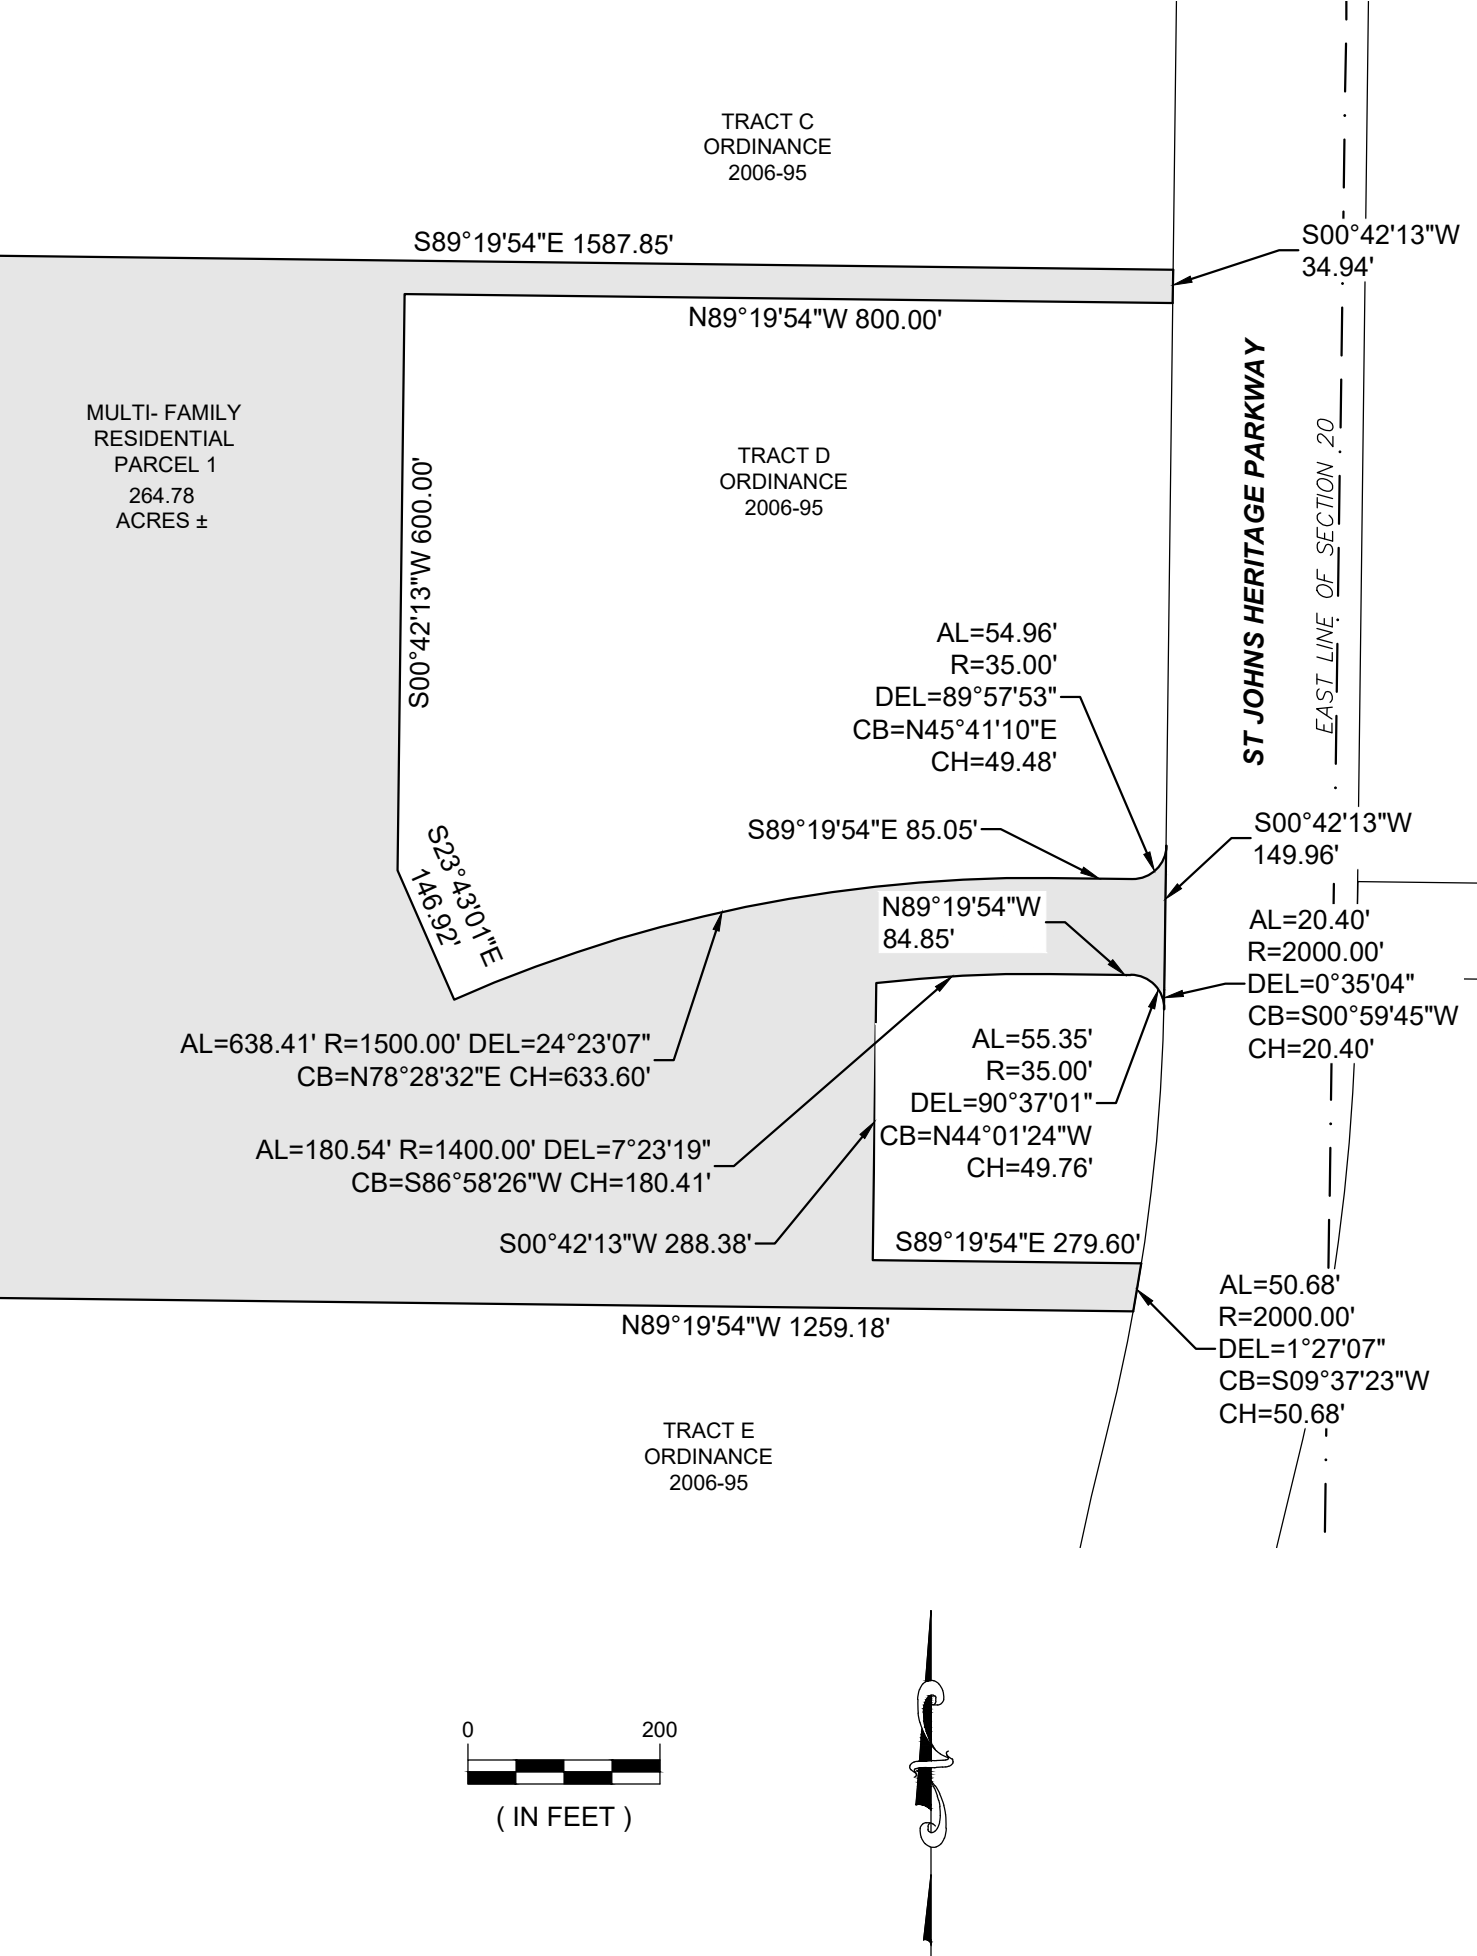 TRACT C
ORDINANCE
2006-95
S89°19'54"E 1587.85'
S00°42'13"W
34.94'
N89°19'54"W 800.00'
MULTI- FAMILY
RESIDENTIAL
PARCEL 1
264.78
ACRES ±
TRACT D
ORDINANCE
2006-95
S00°42'13"W 600.00'
ST JOHNS HERITAGE PARKWAY
EAST LINE OF SECTION 20
AL=54.96'
R=35.00'
DEL=89°57'53"
CB=N45°41'10"E
CH=49.48'
S89°19'54"E 85.05'
S00°42'13"W
149.96'
S23°43'01"E
146.92'
N89°19'54"W
84.85'
AL=20.40'
R=2000.00'
DEL=0°35'04"
CB=S00°59'45"W
CH=20.40'
AL=638.41' R=1500.00' DEL=24°23'07"
CB=N78°28'32"E CH=633.60'
AL=55.35'
R=35.00'
DEL=90°37'01"
CB=N44°01'24"W
CH=49.76'
AL=180.54' R=1400.00' DEL=7°23'19"
CB=S86°58'26"W CH=180.41'
S00°42'13"W 288.38'
S89°19'54"E 279.60'
AL=50.68'
R=2000.00'
DEL=1°27'07"
CB=S09°37'23"W
CH=50.68'
N89°19'54"W 1259.18'
TRACT E
ORDINANCE
2006-95
0 200
( IN FEET )